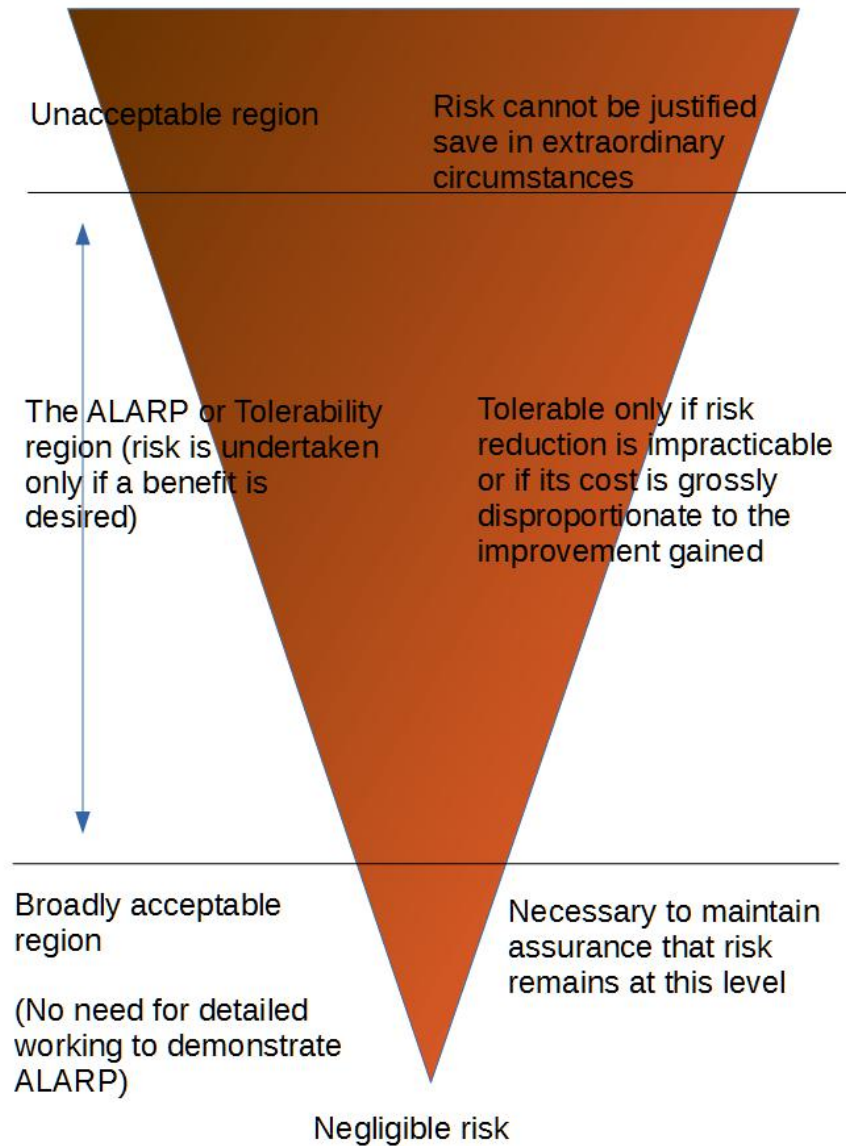 Unacceptable region
Risk cannot be justified
save in extraordinary
circumstances
The ALARP or Tolerability
region (risk is undertaken
only if a benefit is
desired)
Tolerable only if risk
reduction is impracticable
or if its cost is grossly
disproportionate to the
improvement gained
Broadly acceptable
region
(No need for detailed
working to demonstrate
ALARP)
Necessary to maintain
assurance that risk
remains at this level
Negligible risk